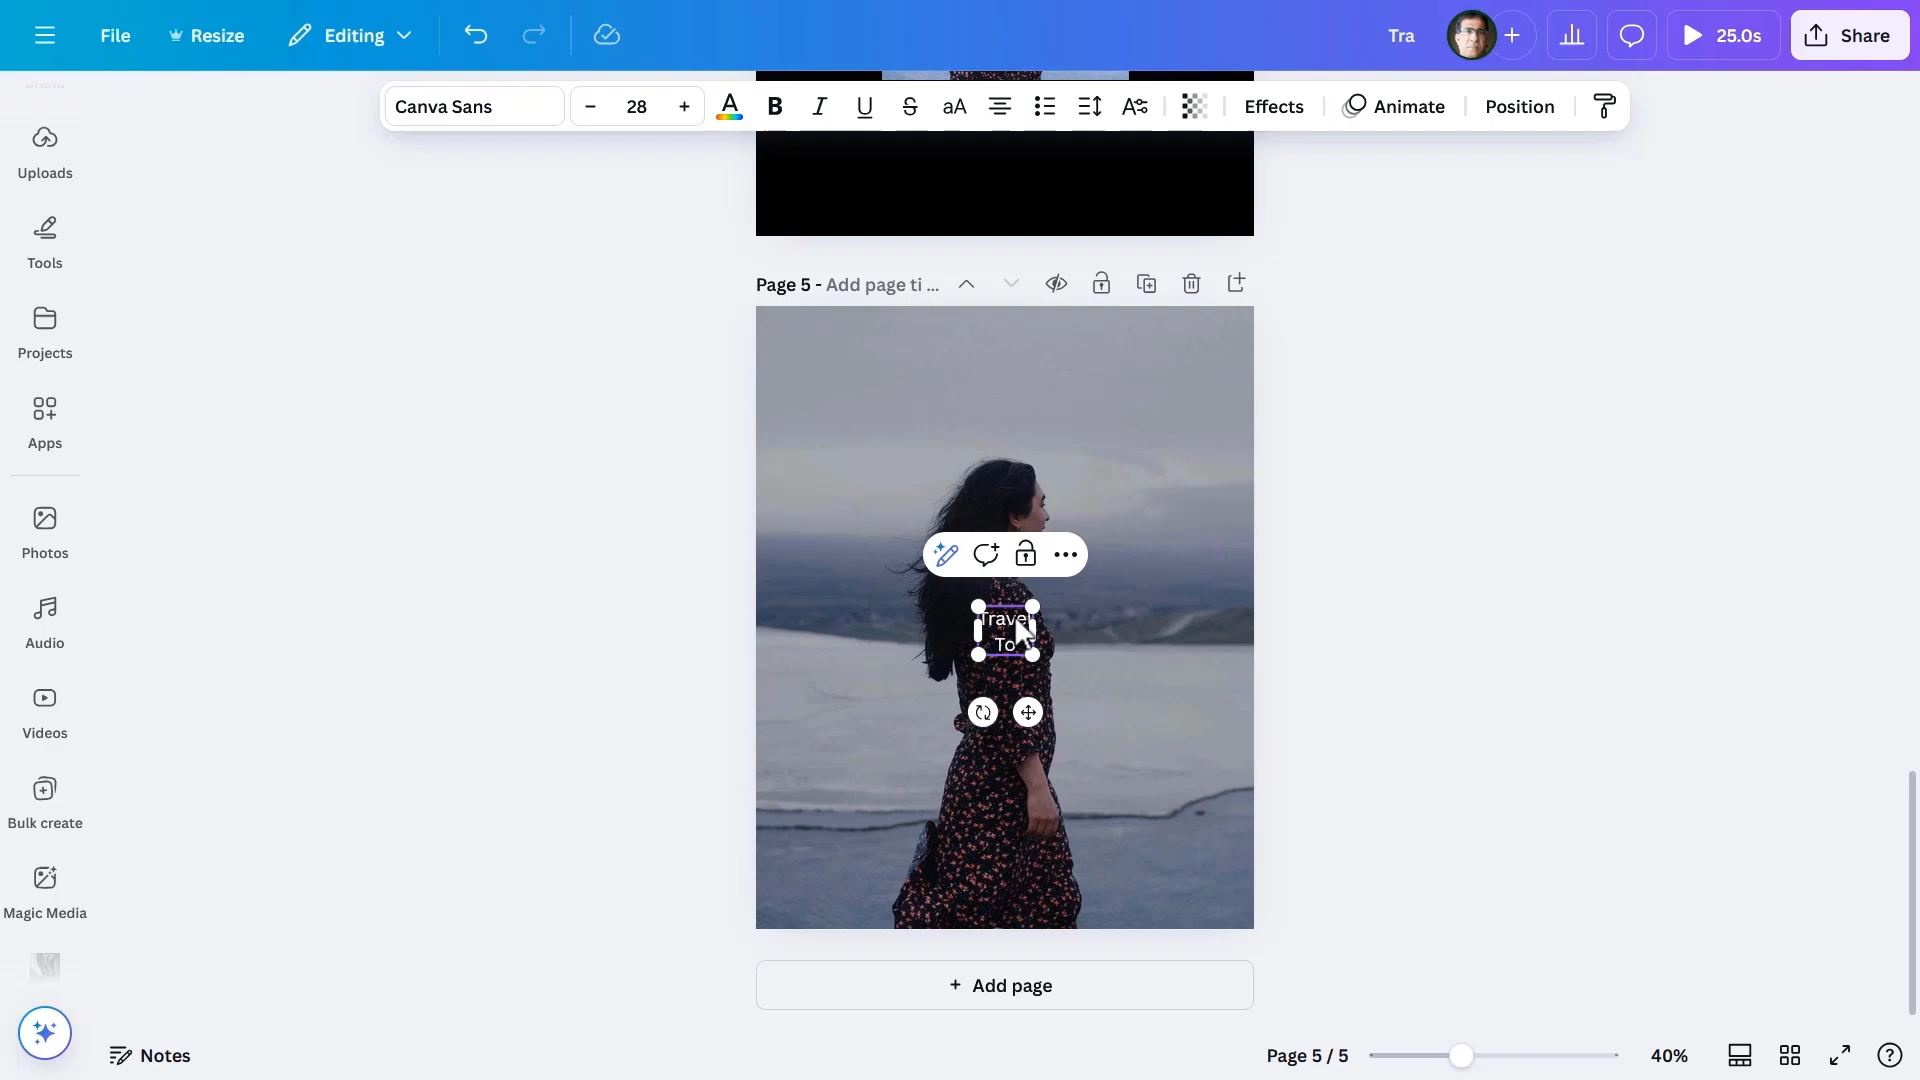 File
Resize
Editing
Tra
25.0s
Share
Canva Sans
– 28 +
A
B
I
U
S
aA
Effects
Animate
Position
Uploads
Tools
Projects
Apps
Photos
Audio
Videos
Bulk create
Magic Media
Page 5 - Add page ti ...
Travel
To
+ Add page
Notes
Page 5 / 5
40%